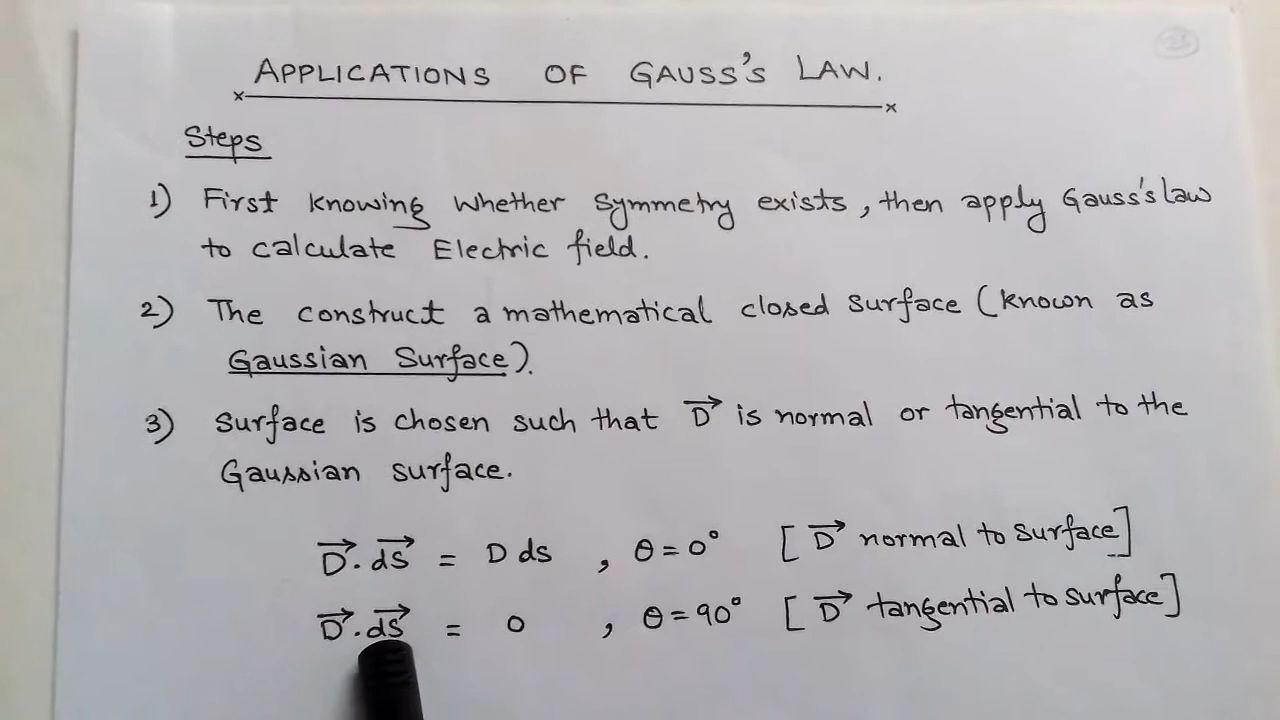 APPLICATIONS OF GAUSS'S LAW.
Steps
1) First knowing whether symmetry exists, then apply Gauss's law
to calculate Electric field.
2) The construct a mathematical closed surface (known as
Gaussian Surface).
3) Surface is chosen such that D⃗ is normal or tangential to the
Gaussian surface.
D⃗. ds⃗ = D ds , θ = 0° [D⃗ normal to surface]
D⃗. ds⃗ = 0 , θ = 90° [D⃗ tangential to surface]